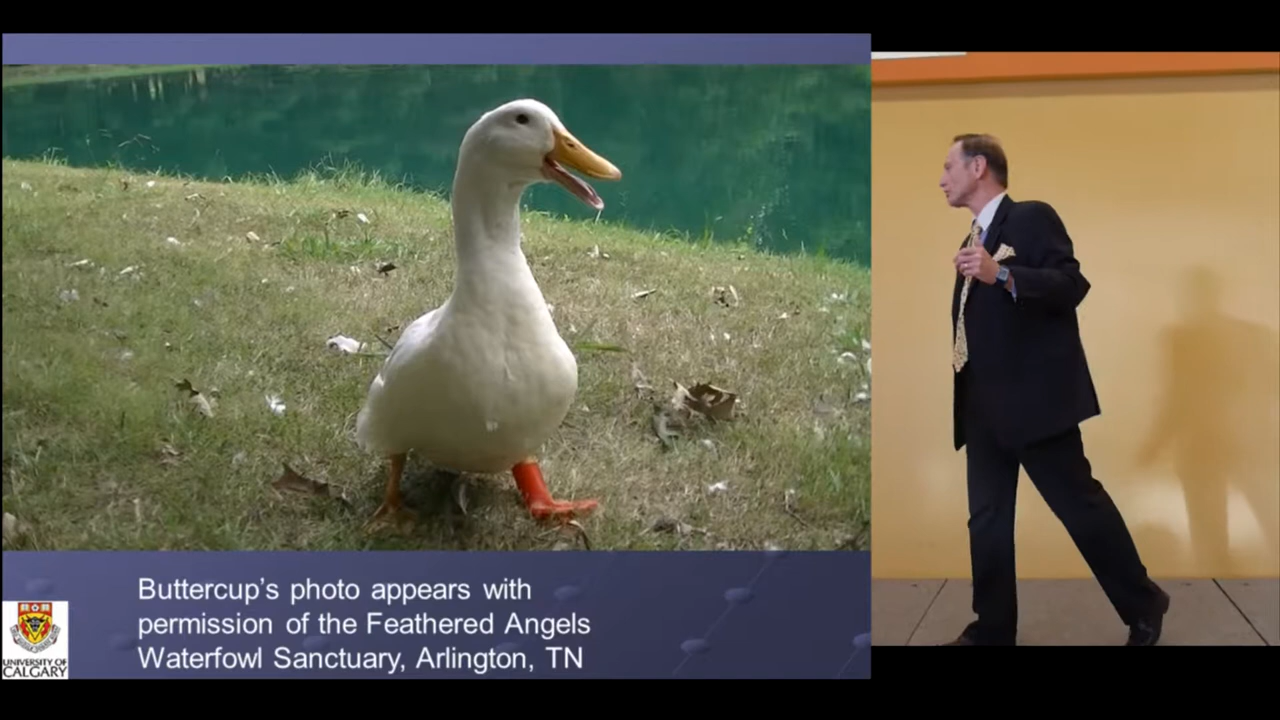 Buttercup's photo appears with
permission of the Feathered Angels
Waterfowl Sanctuary, Arlington, TN
UNIVERSITY OF
CALGARY